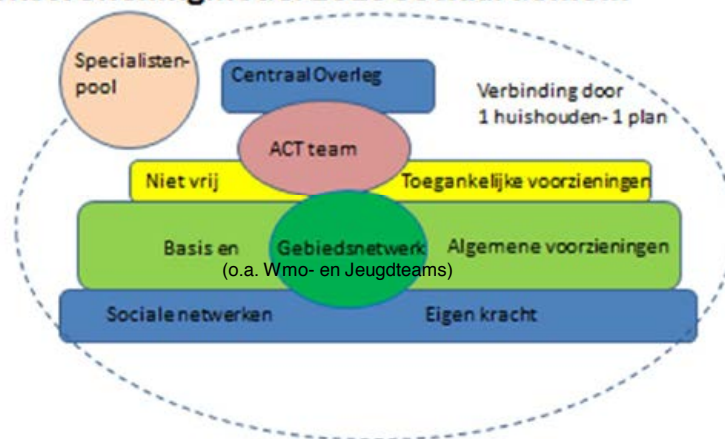 Specialisten-
pool
Centraal Overleg
Verbinding door
1 huishouden- 1 plan
ACT team
Niet vrij
Toegankelijke voorzieningen
Basis en
Gebiedsnetwerk
Algemene voorzieningen
(o.a. Wmo- en Jeugdteams)
Sociale netwerken
Eigen kracht